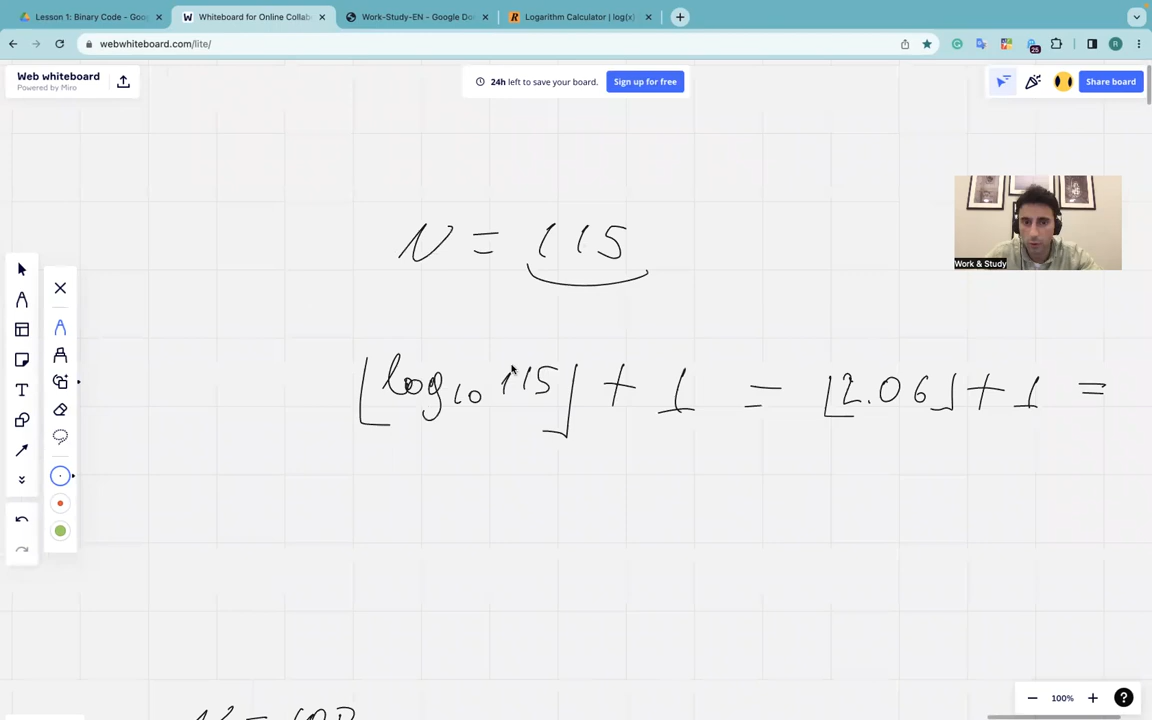 Lesson 1: Binary Code - Goo
Whiteboard for Online Collab
Work-Study-EN - Google Do
Logarithm Calculator | log(x)
webwhiteboard.com/lite/
25
R
Web whiteboard
Powered by Miro
24h left to save your board.
Sign up for free
Share board
N = 115
Work & Study
⌊log₁₀ 115⌋ + 1 = ⌊2.06⌋ + 1 =
100%